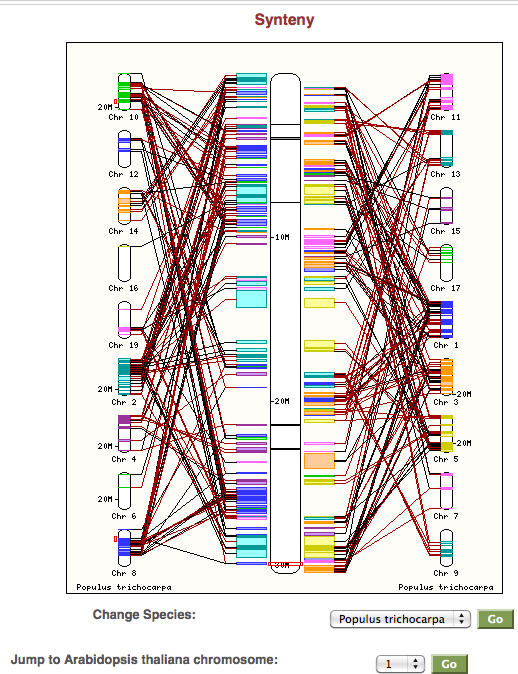 Synteny
20M
Chr 10
Chr 11
Chr 12
Chr 13
Chr 14
Chr 15
10M
Chr 16
Chr 17
Chr 19
Chr 1
20M
Chr 2
20M
Chr 3
20M
20M
Chr 4
20M
Chr 5
20M
Chr 6
Chr 7
30M
Chr 8
Chr 9
Populus trichocarpa
Populus trichocarpa
Change Species: Populus trichocarpa Go
Jump to Arabidopsis thaliana chromosome: 1 Go